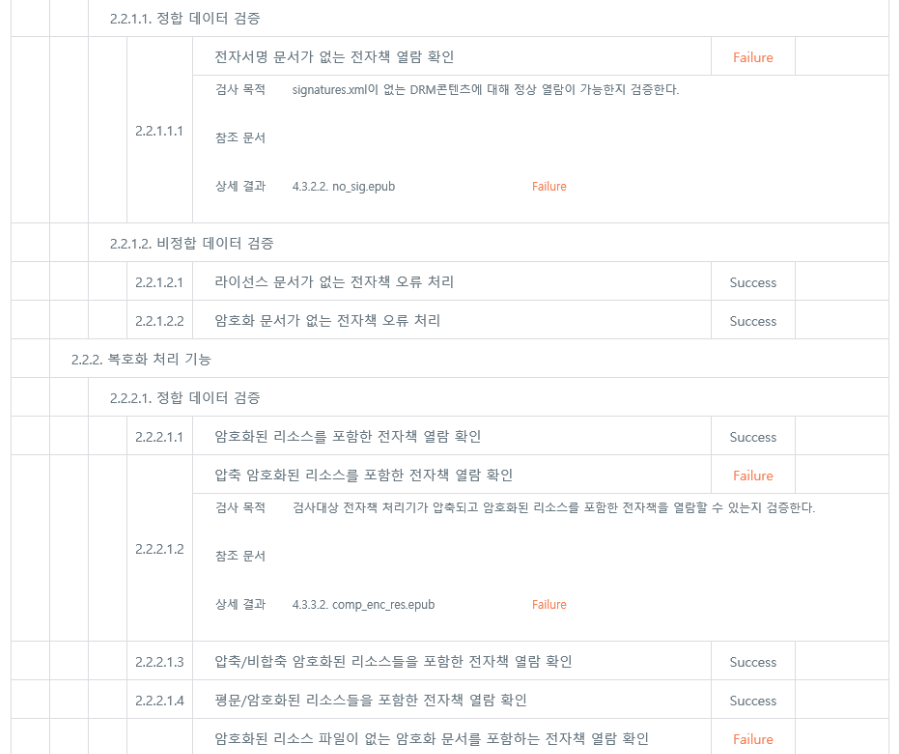 2.2.1.1. 정합 데이터 검증
전자서명 문서가 없는 전자책 열람 확인 Failure
검사 목적 signatures.xml이 없는 DRM콘텐츠에 대해 정상 열람이 가능한지 검증한다.
2.2.1.1.1
참조 문서
상세 결과 4.3.2.2. no_sig.epub Failure
2.2.1.2. 비정합 데이터 검증
2.2.1.2.1 라이선스 문서가 없는 전자책 오류 처리 Success
2.2.1.2.2 암호화 문서가 없는 전자책 오류 처리 Success
2.2.2. 복호화 처리 기능
2.2.2.1. 정합 데이터 검증
2.2.2.1.1 암호화된 리소스를 포함한 전자책 열람 확인 Success
압축 암호화된 리소스를 포함한 전자책 열람 확인 Failure
검사 목적 검사대상 전자책 처리기가 압축되고 암호화된 리소스를 포함한 전자책을 열람할 수 있는지 검증한다.
2.2.2.1.2
참조 문서
상세 결과 4.3.3.2. comp_enc_res.epub Failure
2.2.2.1.3 압축/비합축 암호화된 리소스들을 포함한 전자책 열람 확인 Success
2.2.2.1.4 평문/암호화된 리소스들을 포함한 전자책 열람 확인 Success
암호화된 리소스 파일이 없는 암호화 문서를 포함하는 전자책 열람 확인 Failure